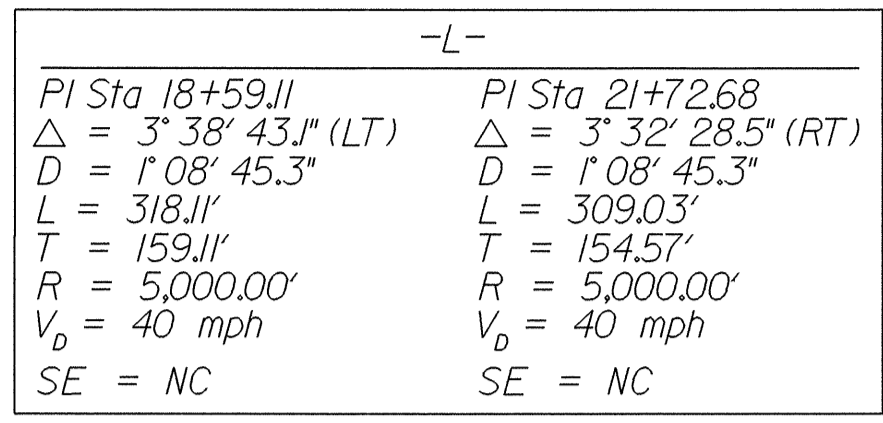 -L-
PI Sta 18+59.11
△ = 3° 38' 43.1" (LT)
D = 1° 08' 45.3"
L = 318.11'
T = 159.11'
R = 5,000.00'
V_D = 40 mph
SE = NC
PI Sta 21+72.68
△ = 3° 32' 28.5" (RT)
D = 1° 08' 45.3"
L = 309.03'
T = 154.57'
R = 5,000.00'
V_D = 40 mph
SE = NC